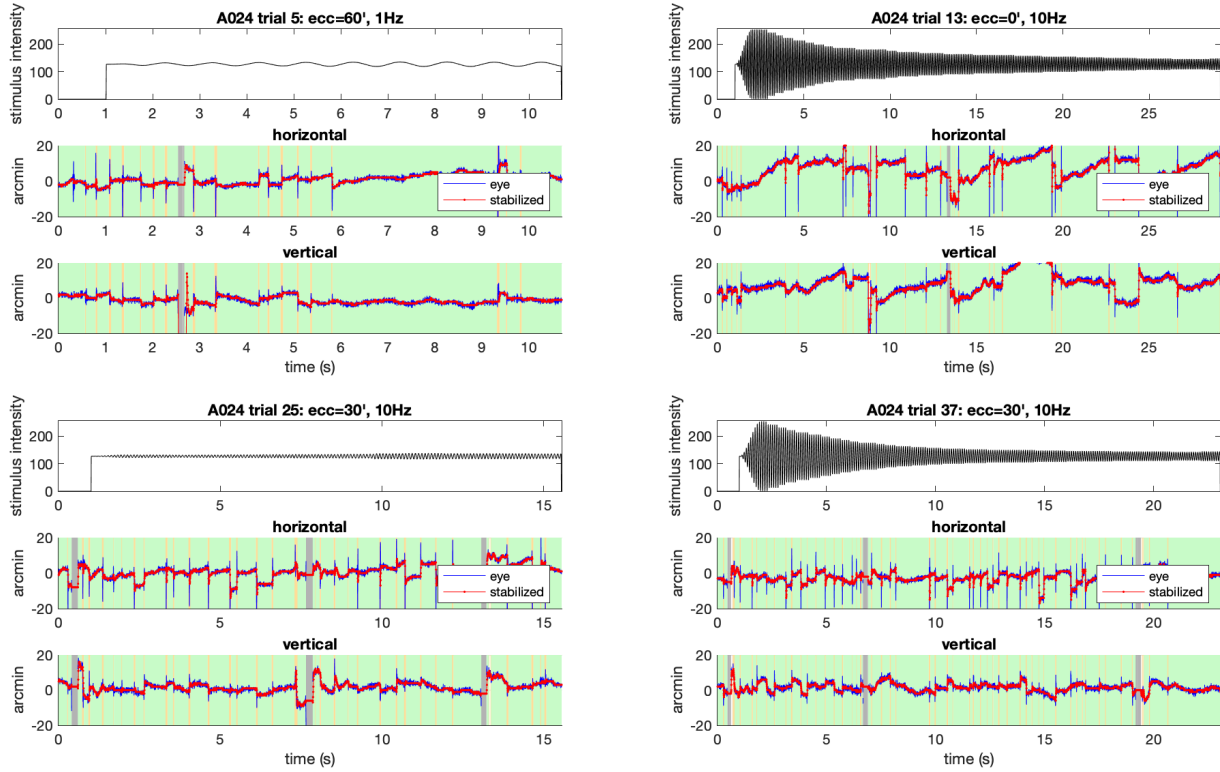 A024 trial 5: ecc=60', 1Hz
stimulus intensity
200
100
0
0 1 2 3 4 5 6 7 8 9 10
horizontal
arcmin
20
0
-20
eye
stabilized
0 1 2 3 4 5 6 7 8 9 10
vertical
arcmin
20
0
-20
0 1 2 3 4 5 6 7 8 9 10
time (s)
A024 trial 13: ecc=0', 10Hz
stimulus intensity
200
100
0
0 5 10 15 20 25
horizontal
arcmin
20
0
-20
eye
stabilized
0 5 10 15 20 25
vertical
arcmin
20
0
-20
0 5 10 15 20 25
time (s)
A024 trial 25: ecc=30', 10Hz
stimulus intensity
200
100
0
5 10 15
horizontal
arcmin
20
0
-20
eye
stabilized
0 5 10 15
vertical
arcmin
20
0
-20
0 5 10 15
time (s)
A024 trial 37: ecc=30', 10Hz
stimulus intensity
200
100
0
0 5 10 15 20
horizontal
arcmin
20
0
-20
eye
stabilized
0 5 10 15 20
vertical
arcmin
20
0
-20
0 5 10 15 20
time (s)